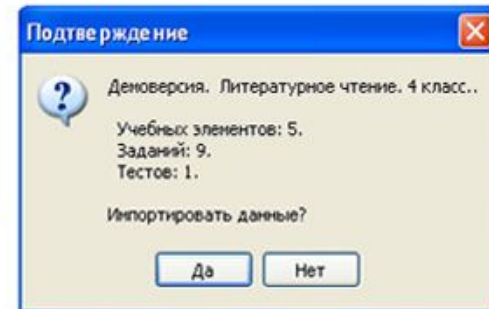 Подтверждение
Демоверсия. Литературное чтение. 4 класс..
Учебных элементов: 5.
Заданий: 9.
Тестов: 1.
Импортировать данные?
Да
Нет